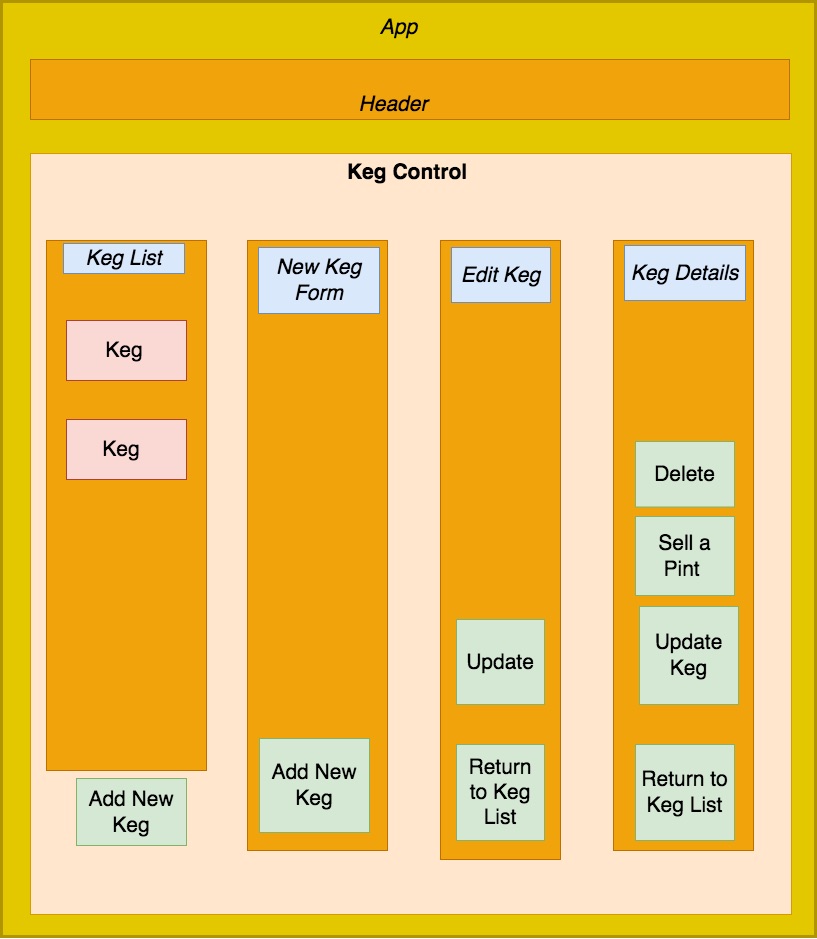 App
Header
Keg Control
Keg List
Keg
Keg
Add New
Keg
New Keg
Form
Add New
Keg
Edit Keg
Update
Return
to Keg
List
Keg Details
Delete
Sell a
Pint
Update
Keg
Return to
Keg List